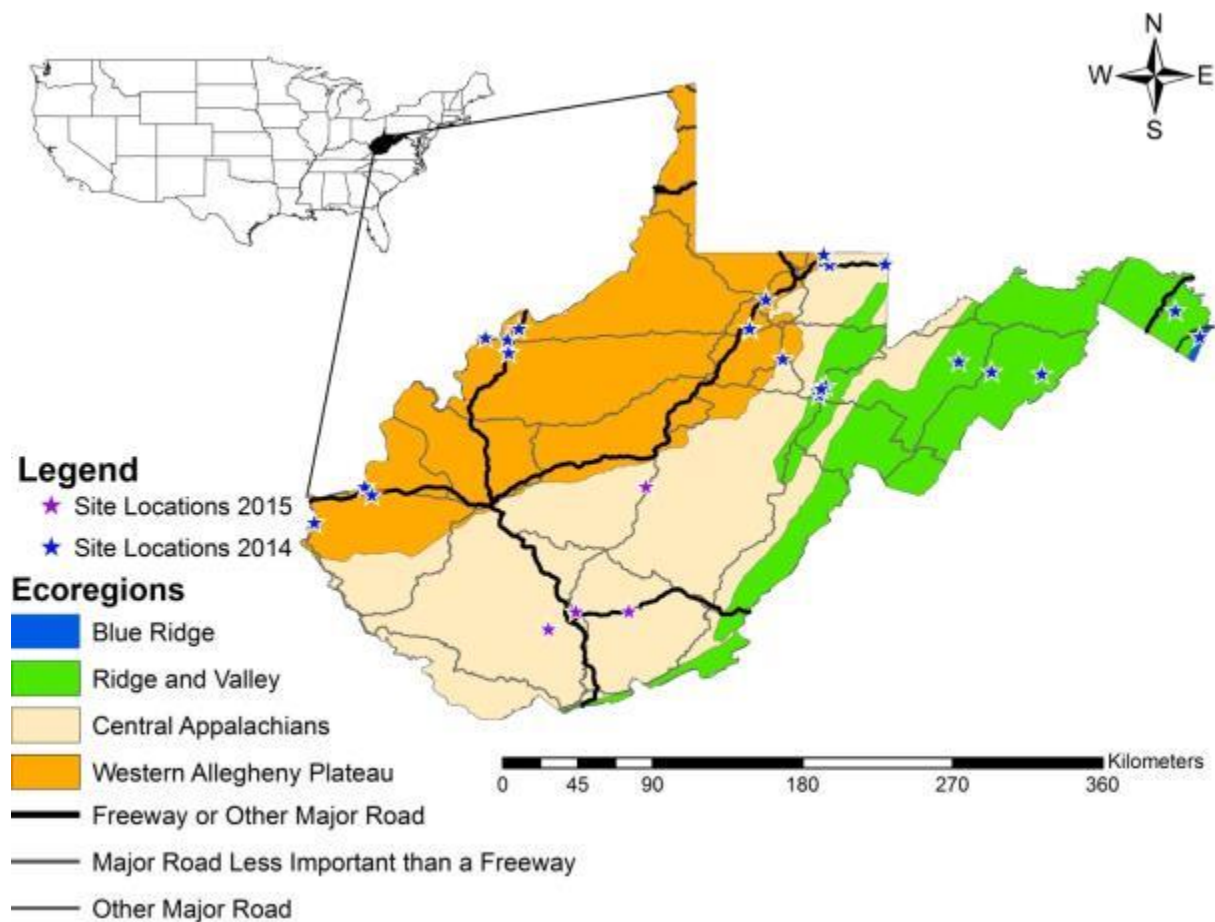 N
W E
S
Legend
Site Locations 2015
Site Locations 2014
Ecoregions
Blue Ridge
Ridge and Valley
Central Appalachians
Western Allegheny Plateau
Freeway or Other Major Road
Major Road Less Important than a Freeway
Other Major Road
Kilometers
0 45 90 180 270 360